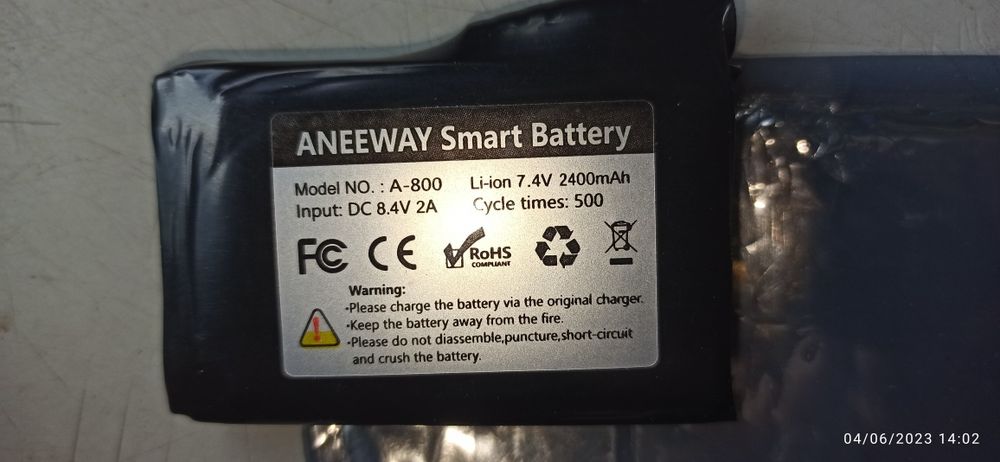 ANEEWAY Smart Battery
Model NO. : A-800 Li-ion 7.4V 2400mAh
Input: DC 8.4V 2A Cycle times: 500
FC CE RoHS
COMPLIANT
Warning:
·Please charge the battery via the original charger.
·Keep the battery away from the fire.
·Please do not diassemble,puncture,short-circuit
and crush the battery.
04/06/2023 14:02